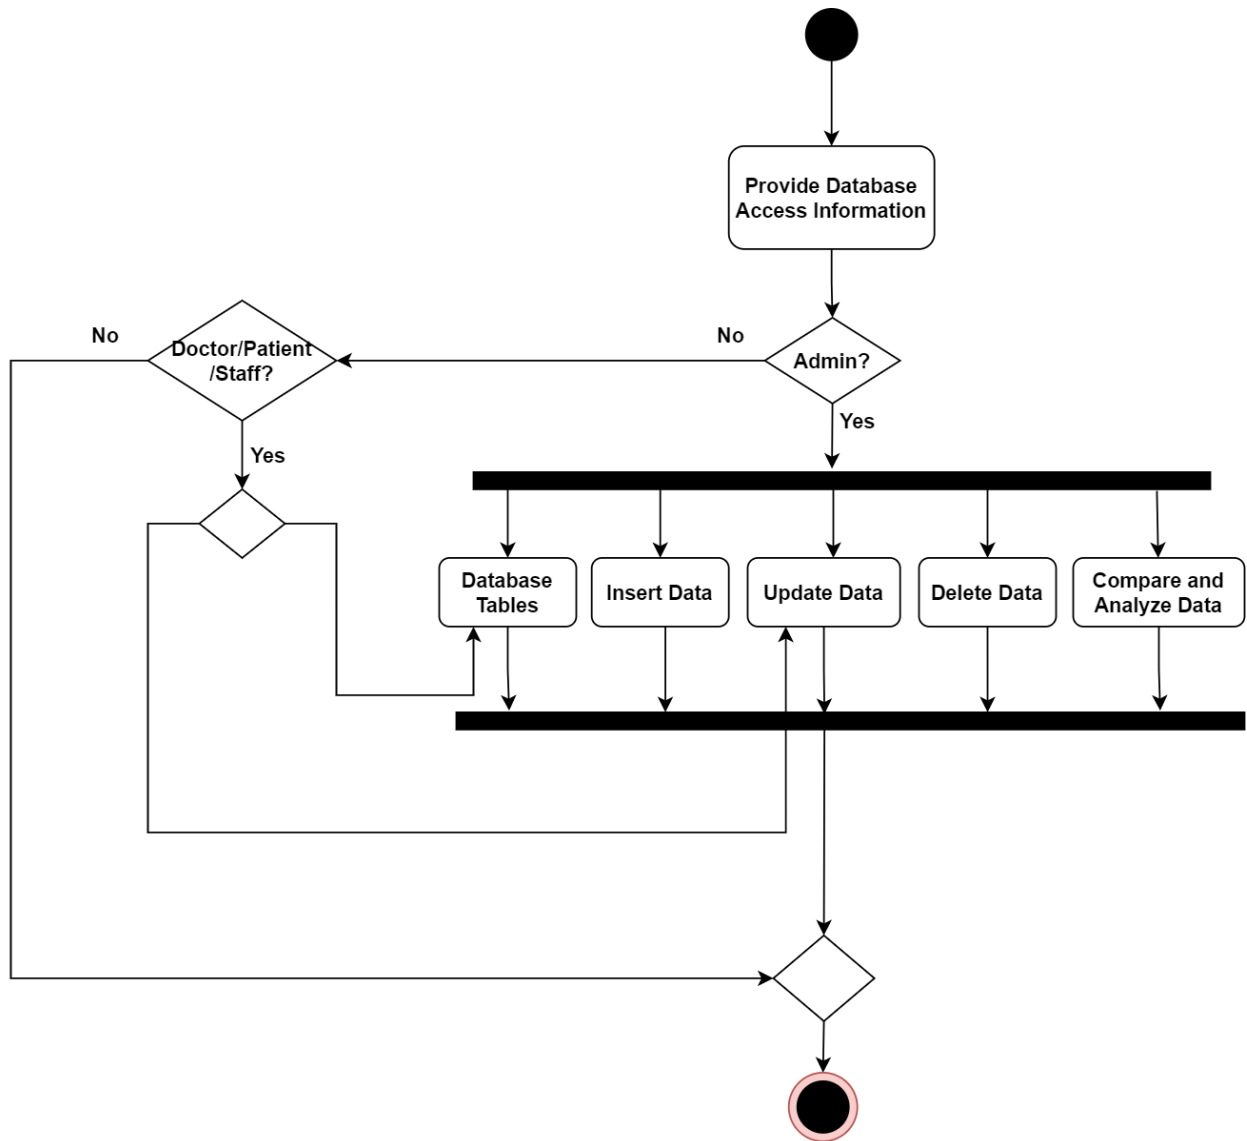 Provide Database
Access Information
No
Doctor/Patient
/Staff?
No
Admin?
Yes
Yes
Database
Tables
Insert Data
Update Data
Delete Data
Compare and
Analyze Data